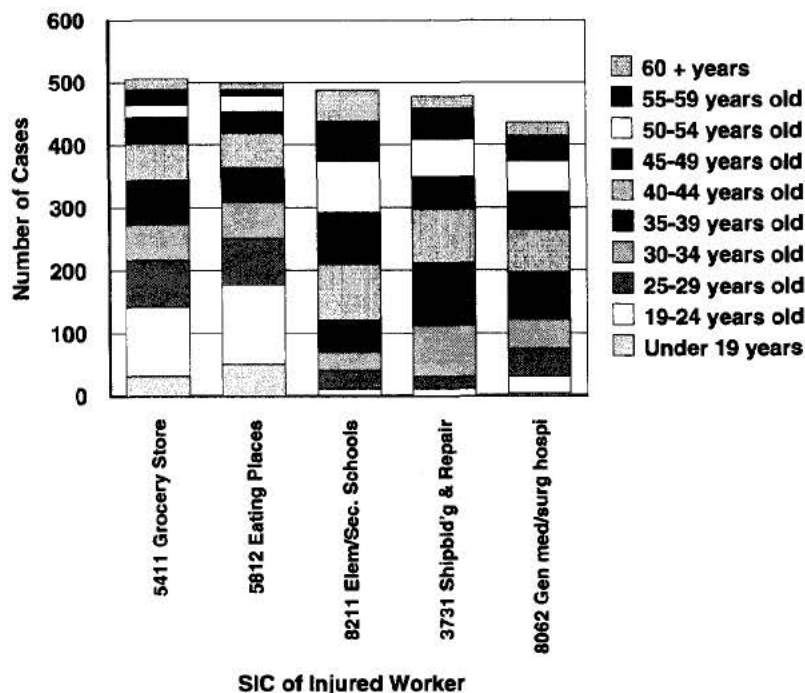 600
500
400
300
200
100
0
Number of Cases
60 + years
55-59 years old
50-54 years old
45-49 years old
40-44 years old
35-39 years old
30-34 years old
25-29 years old
19-24 years old
Under 19 years
5411 Grocery Store
5812 Eating Places
8211 Elem/Sec. Schools
3731 Shipbld'g & Repair
8062 Gen med/surg hospi
SIC of Injured Worker